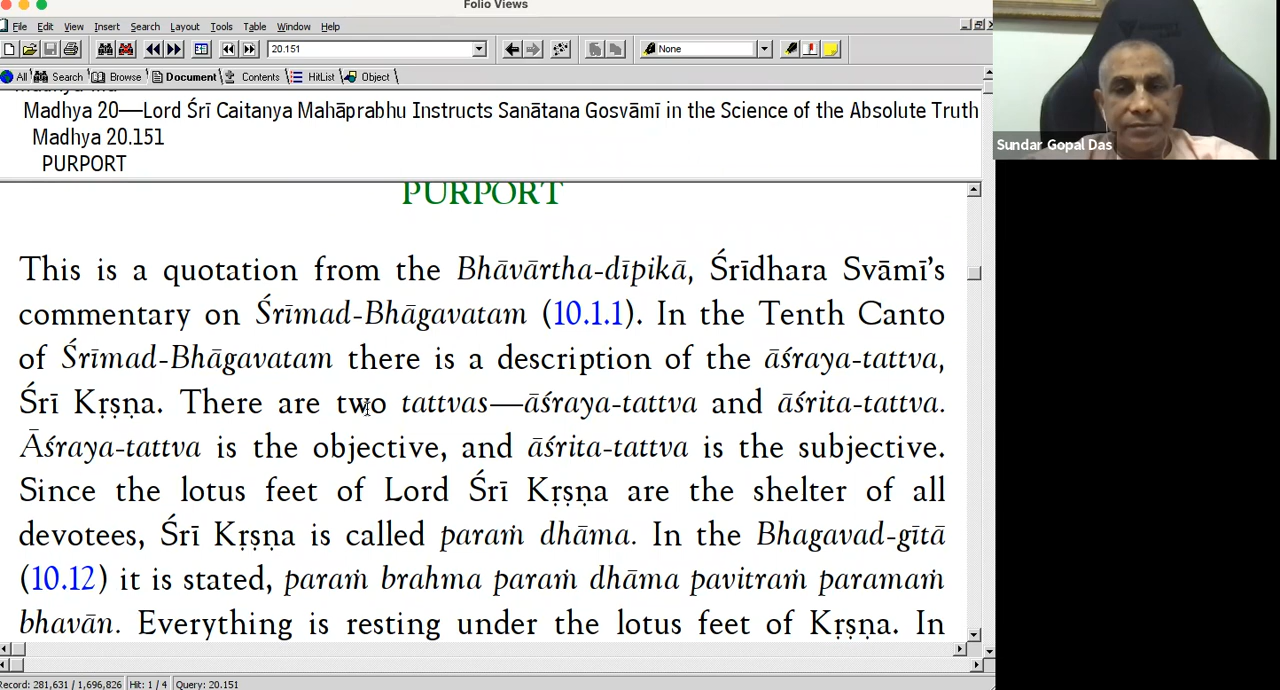 Folio Views
File Edit View Insert Search Layout Tools Table Window Help
20.151
None
All Search Browse Document Contents HitList Object
Madhya 20—Lord Śrī Caitanya Mahāprabhu Instructs Sanātana Gosvāmī in the Science of the Absolute Truth
Madhya 20.151
PURPORT
Sundar Gopal Das
PURPORT
This is a quotation from the Bhāvārtha-dīpikā, Śrīdhara Svāmī's
commentary on Śrīmad-Bhāgavatam (10.1.1). In the Tenth Canto
of Śrīmad-Bhāgavatam there is a description of the āśraya-tattva,
Śrī Kṛṣṇa. There are two tattvas—āśraya-tattva and āśrita-tattva.
Āśraya-tattva is the objective, and āśrita-tattva is the subjective.
Since the lotus feet of Lord Śrī Kṛṣṇa are the shelter of all
devotees, Śrī Kṛṣṇa is called paraṁ dhāma. In the Bhagavad-gītā
(10.12) it is stated, paraṁ brahma paraṁ dhāma pavitraṁ paramaṁ
bhavān. Everything is resting under the lotus feet of Kṛṣṇa. In
Record: 281,631 / 1,696,826 Hit: 1 / 4 Query: 20.151